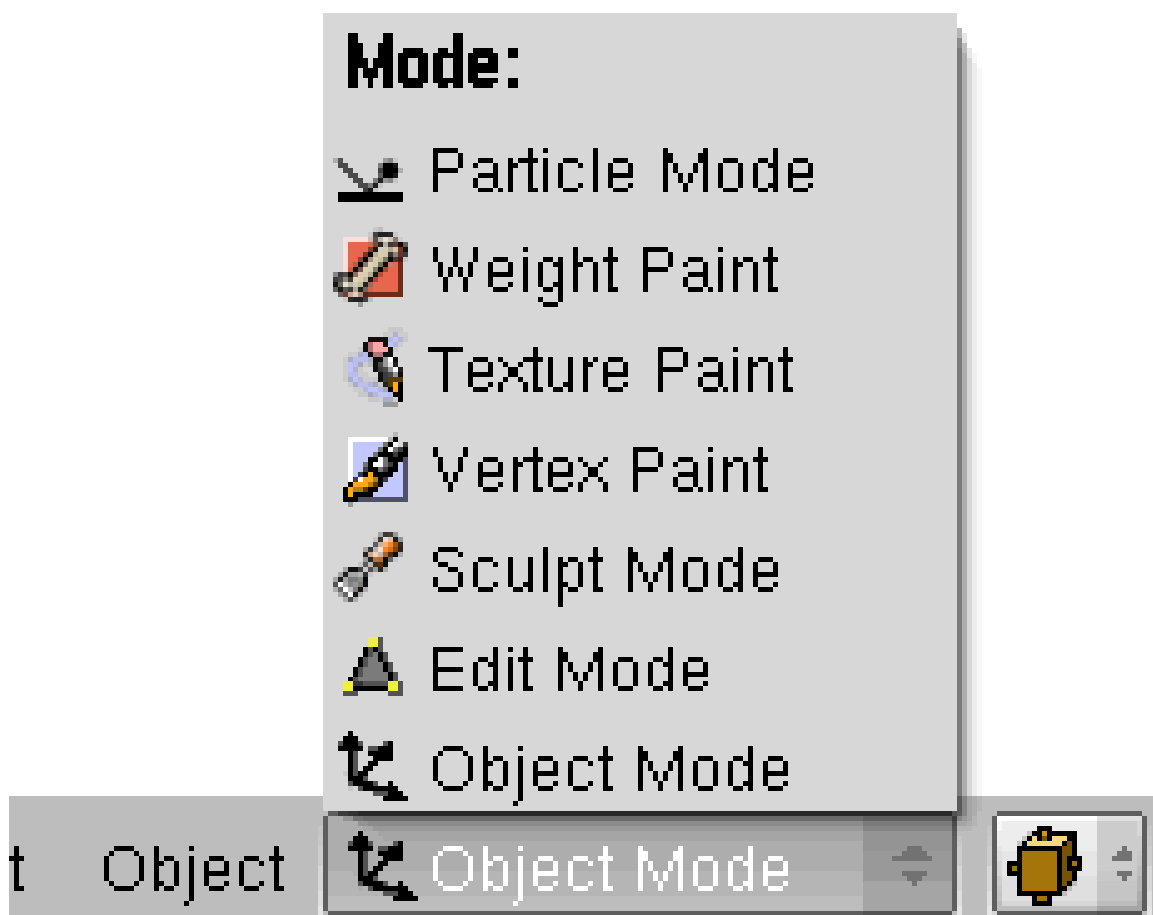 Mode:
Particle Mode
Weight Paint
Texture Paint
Vertex Paint
Sculpt Mode
Edit Mode
Object Mode
t Object Object Mode